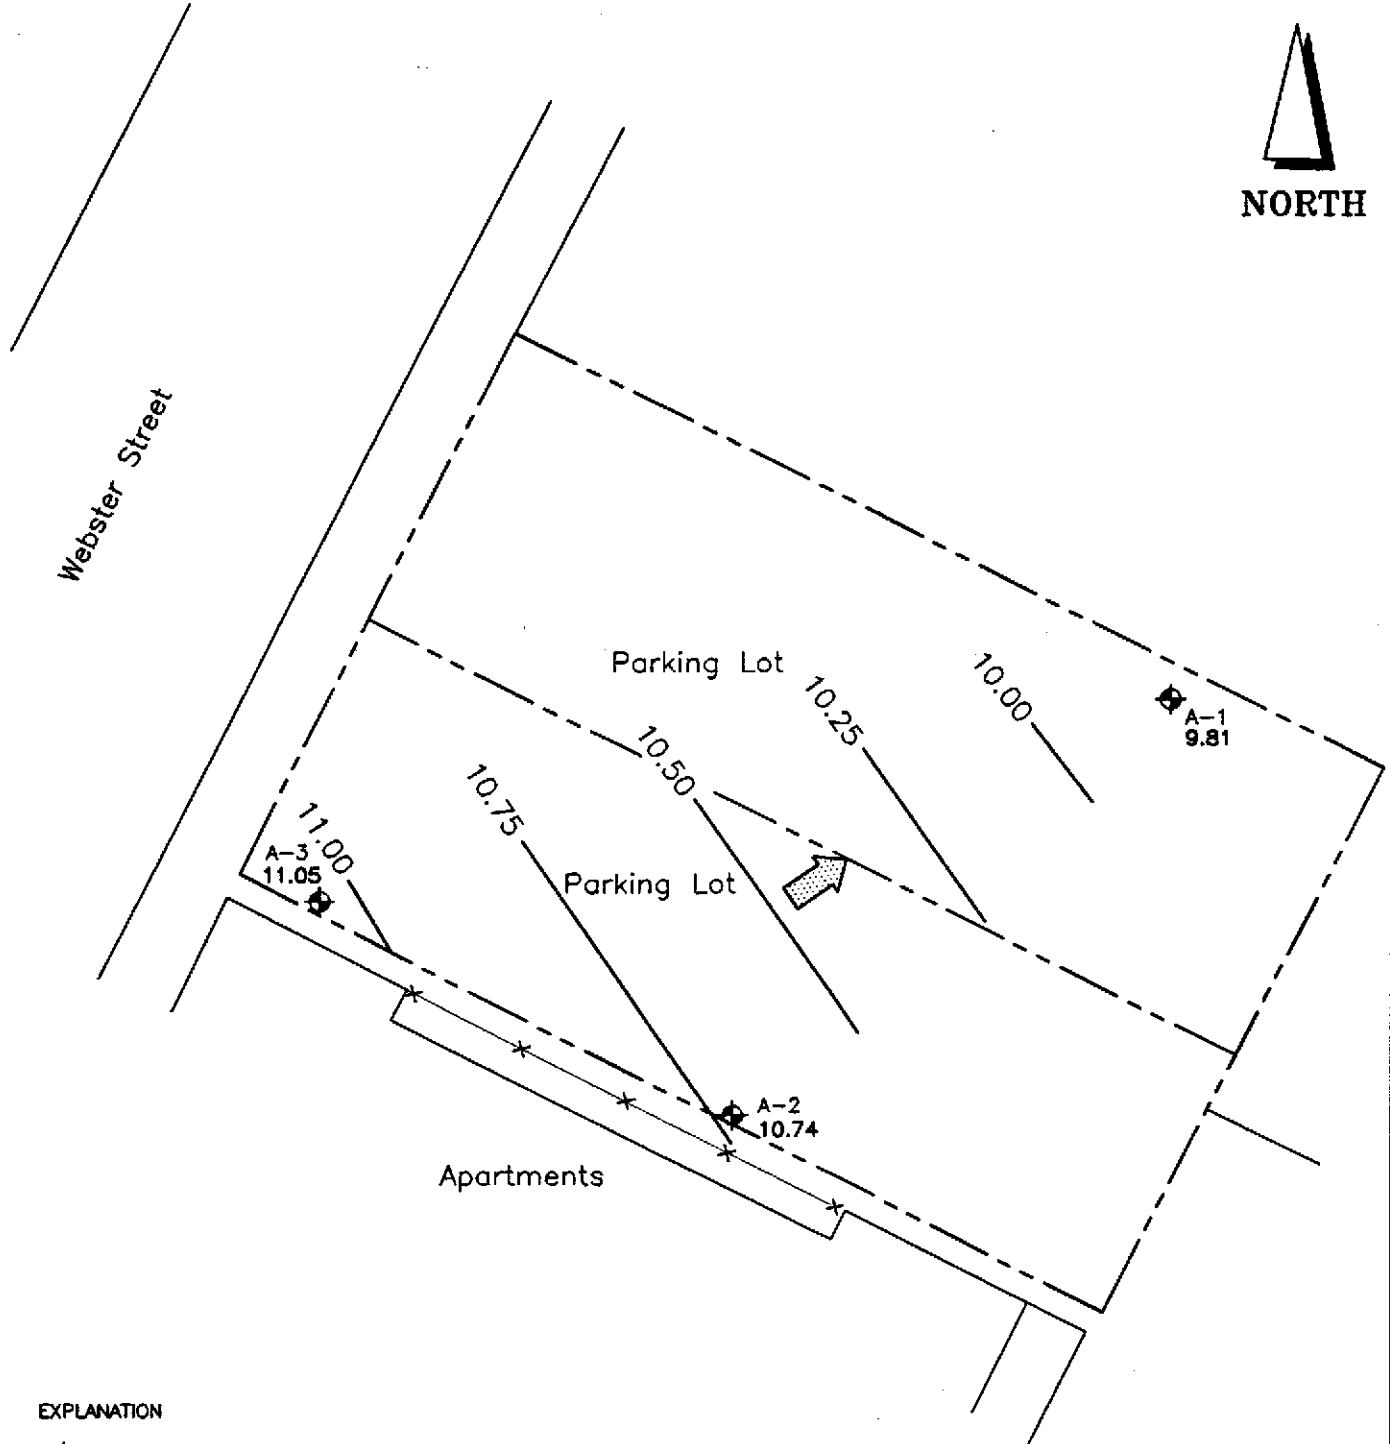 NORTH
Webster Street
Parking Lot
10.00
10.25
A-1
9.81
10.50
10.75
11.00
A-3
11.05
Parking Lot
A-2
10.74
Apartments
EXPLANATION